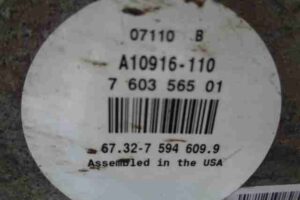 07110 B
A10916-110
7 603 565 01
67.32-7 594 609.9
Assembled in the USA